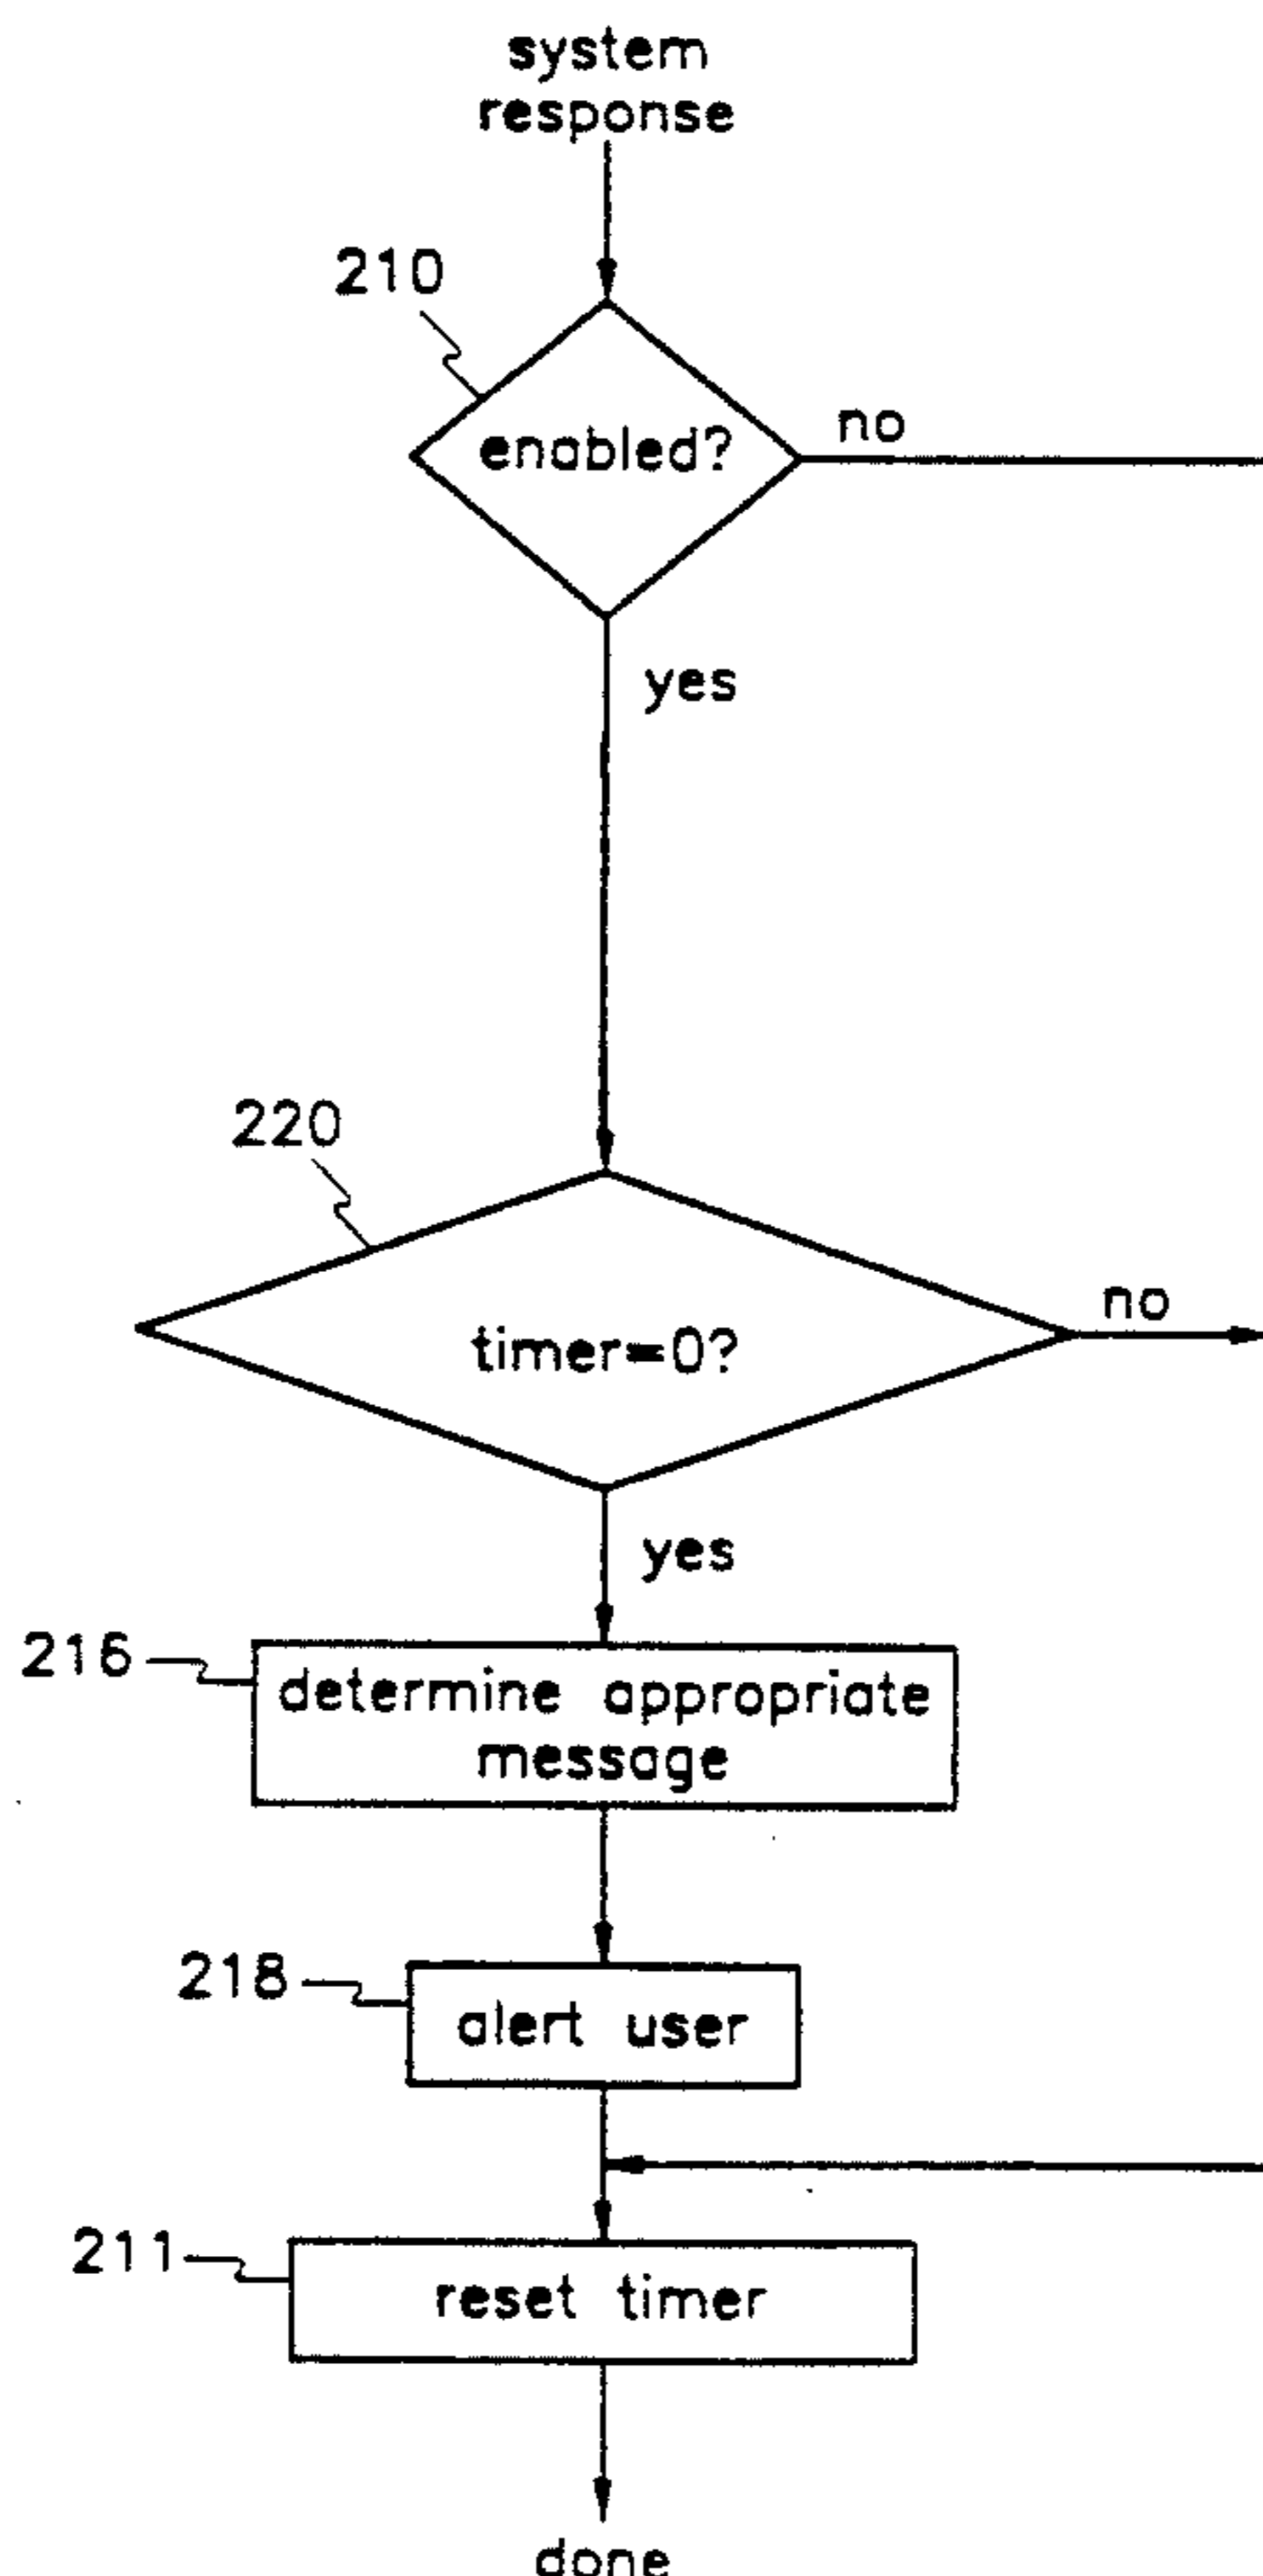 system
response
210
enabled?
no
yes
220
timer=0?
no
yes
216
determine appropriate
message
218
alert user
211
reset timer
done